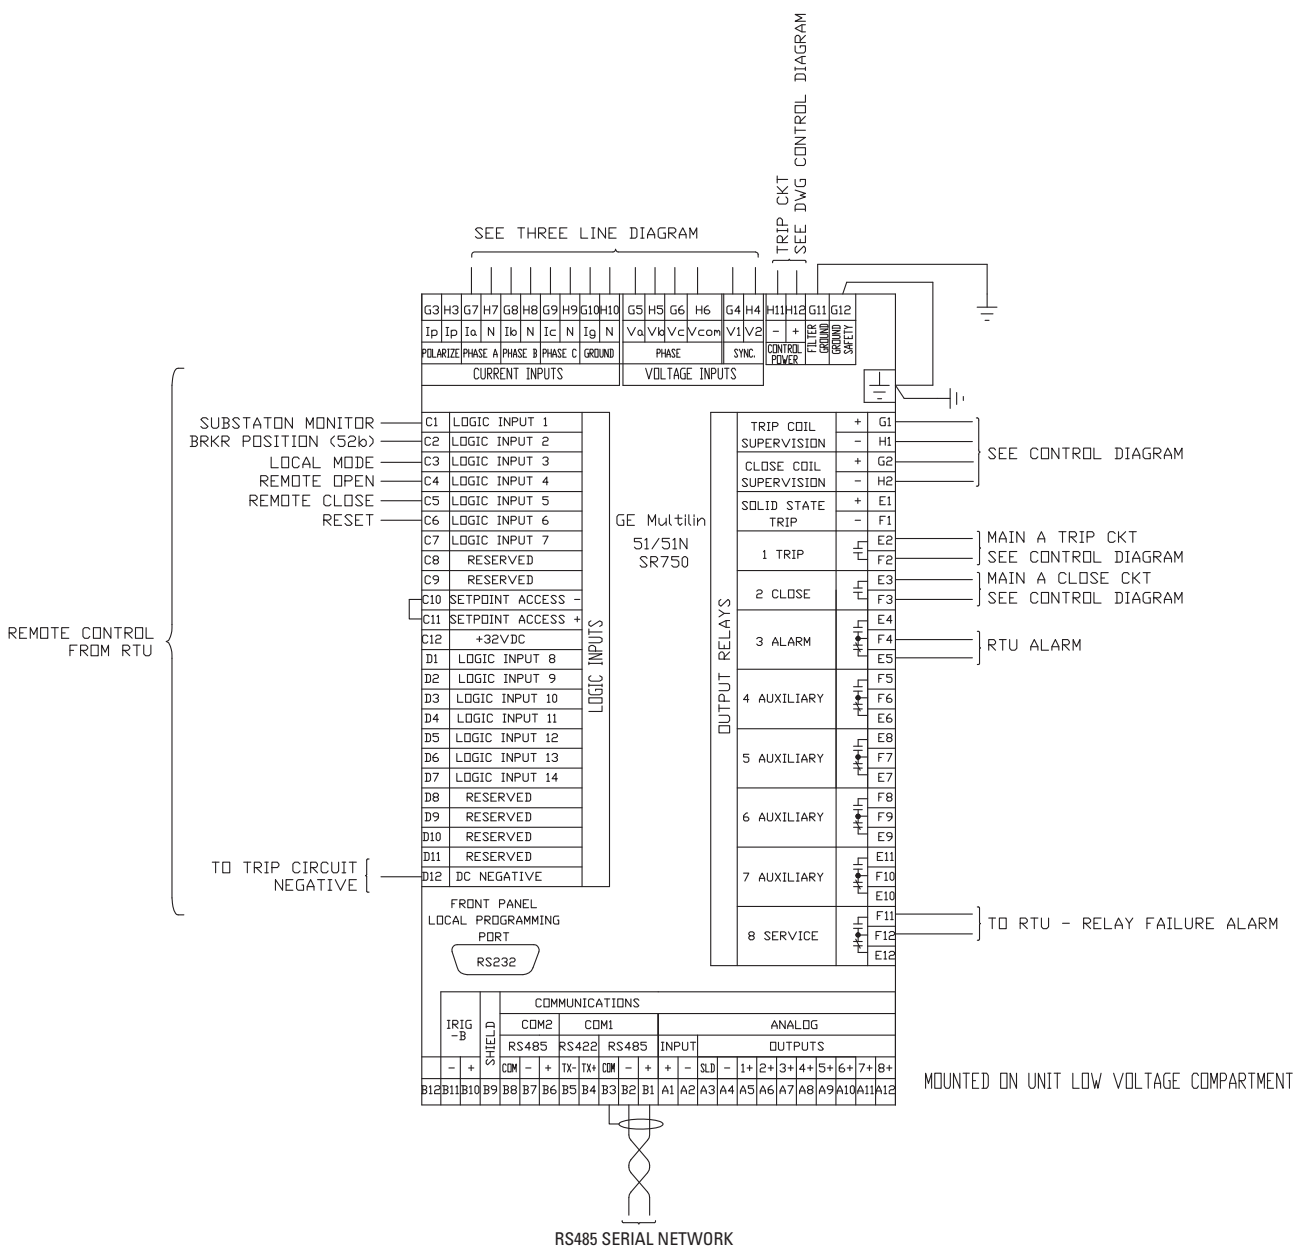 TRIP CKT
SEE DWG CONTROL DIAGRAM
SEE THREE LINE DIAGRAM
G3 H3 G7 H7 G8 H8 G9 H9 G10 H10 G5 H5 G6 H6 G4 H4 H11 H12 G11 G12
Ip Ip Ia N Ib N Ic N Ig N Va Vb Vc Vcom V1 V2 - +
FILTER GROUND
GROUND SAFETY
POLARIZE PHASE A PHASE B PHASE C GROUND PHASE SYNC. CONTROL POWER
CURRENT INPUTS VOLTAGE INPUTS
REMOTE CONTROL
FROM RTU
SUBSTATON MONITOR C1 LOGIC INPUT 1
BRKR POSITION (52b) C2 LOGIC INPUT 2
LOCAL MODE C3 LOGIC INPUT 3
REMOTE OPEN C4 LOGIC INPUT 4
REMOTE CLOSE C5 LOGIC INPUT 5
RESET C6 LOGIC INPUT 6
C7 LOGIC INPUT 7
C8 RESERVED
C9 RESERVED
C10 SETPOINT ACCESS -
C11 SETPOINT ACCESS +
C12 +32VDC
D1 LOGIC INPUT 8
D2 LOGIC INPUT 9
D3 LOGIC INPUT 10
D4 LOGIC INPUT 11
D5 LOGIC INPUT 12
D6 LOGIC INPUT 13
D7 LOGIC INPUT 14
D8 RESERVED
D9 RESERVED
D10 RESERVED
D11 RESERVED
D12 DC NEGATIVE
TO TRIP CIRCUIT
NEGATIVE
LOGIC INPUTS
GE Multilin
51/51N
SR750
OUTPUT RELAYS
TRIP COIL
SUPERVISION
+ G1
- H1
CLOSE COIL
SUPERVISION
+ G2
- H2
SEE CONTROL DIAGRAM
SOLID STATE
TRIP
+ E1
- F1
1 TRIP
E2
F2
MAIN A TRIP CKT
SEE CONTROL DIAGRAM
2 CLOSE
E3
F3
MAIN A CLOSE CKT
SEE CONTROL DIAGRAM
3 ALARM
E4
F4
E5
RTU ALARM
4 AUXILIARY
F5
F6
E6
5 AUXILIARY
E8
F7
E7
6 AUXILIARY
F8
F9
E9
7 AUXILIARY
E11
F10
E10
8 SERVICE
F11
F12
E12
TO RTU - RELAY FAILURE ALARM
FRONT PANEL
LOCAL PROGRAMMING
PORT
RS232
COMMUNICATIONS
IRIG
-B
SHIELD
COM2 COM1 ANALOG
RS485 RS422 RS485 INPUT OUTPUTS
- + COM - + TX- TX+ COM - + + - SLD - 1+ 2+ 3+ 4+ 5+ 6+ 7+ 8+
B12 B11 B10 B9 B8 B7 B6 B5 B4 B3 B2 B1 A1 A2 A3 A4 A5 A6 A7 A8 A9 A10 A11 A12
MOUNTED ON UNIT LOW VOLTAGE COMPARTMENT
RS485 SERIAL NETWORK